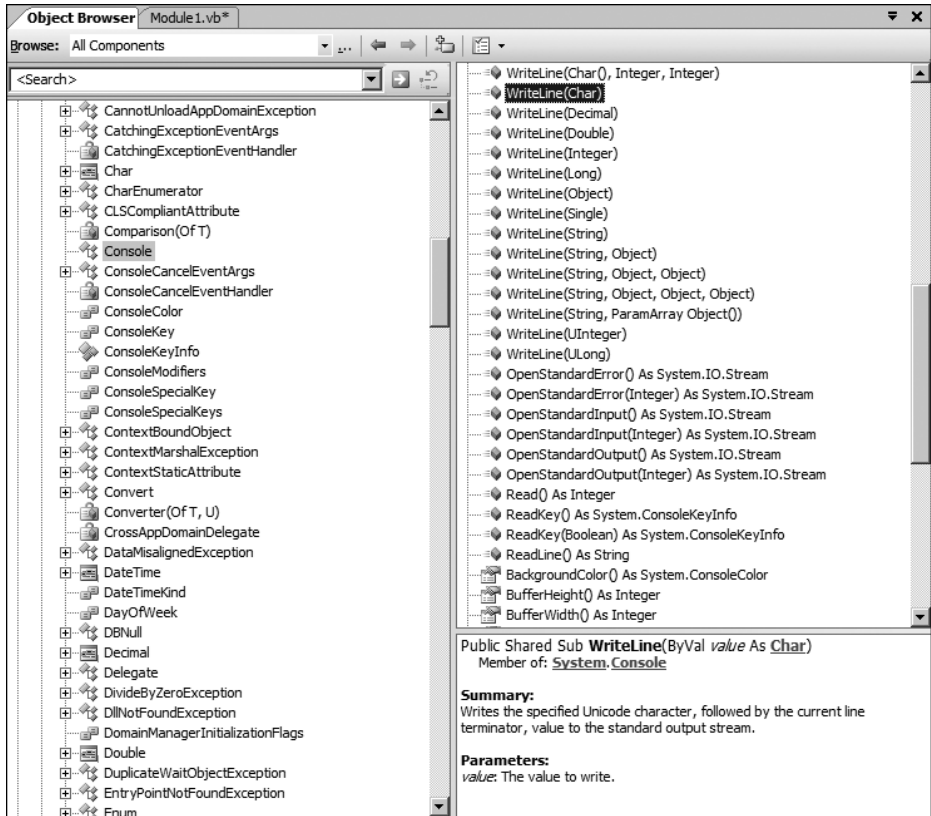 Object Browser Module1.vb*
Browse: All Components ...
<Search>
CannotUnloadAppDomainException
CatchingExceptionEventArgs
CatchingExceptionEventHandler
Char
CharEnumerator
CLSCompliantAttribute
Comparison(Of T)
Console
ConsoleCancelEventArgs
ConsoleCancelEventHandler
ConsoleColor
ConsoleKey
ConsoleKeyInfo
ConsoleModifiers
ConsoleSpecialKey
ConsoleSpecialKeys
ContextBoundObject
ContextMarshalException
ContextStaticAttribute
Convert
Converter(Of T, U)
CrossAppDomainDelegate
DataMisalignedException
DateTime
DateTimeKind
DayOfWeek
DBNull
Decimal
Delegate
DivideByZeroException
DllNotFoundException
DomainManagerInitializationFlags
Double
DuplicateWaitObjectException
EntryPointNotFoundException
Enum
WriteLine(Char(), Integer, Integer)
WriteLine(Char)
WriteLine(Decimal)
WriteLine(Double)
WriteLine(Integer)
WriteLine(Long)
WriteLine(Object)
WriteLine(Single)
WriteLine(String)
WriteLine(String, Object)
WriteLine(String, Object, Object)
WriteLine(String, Object, Object, Object)
WriteLine(String, ParamArray Object())
WriteLine(UInteger)
WriteLine(ULong)
OpenStandardError() As System.IO.Stream
OpenStandardError(Integer) As System.IO.Stream
OpenStandardInput() As System.IO.Stream
OpenStandardInput(Integer) As System.IO.Stream
OpenStandardOutput() As System.IO.Stream
OpenStandardOutput(Integer) As System.IO.Stream
Read() As Integer
ReadKey() As System.ConsoleKeyInfo
ReadKey(Boolean) As System.ConsoleKeyInfo
ReadLine() As String
BackgroundColor() As System.ConsoleColor
BufferHeight() As Integer
BufferWidth() As Integer
Public Shared Sub WriteLine(ByVal value As Char)
Member of: System.Console
Summary:
Writes the specified Unicode character, followed by the current line
terminator, value to the standard output stream.
Parameters:
value: The value to write.